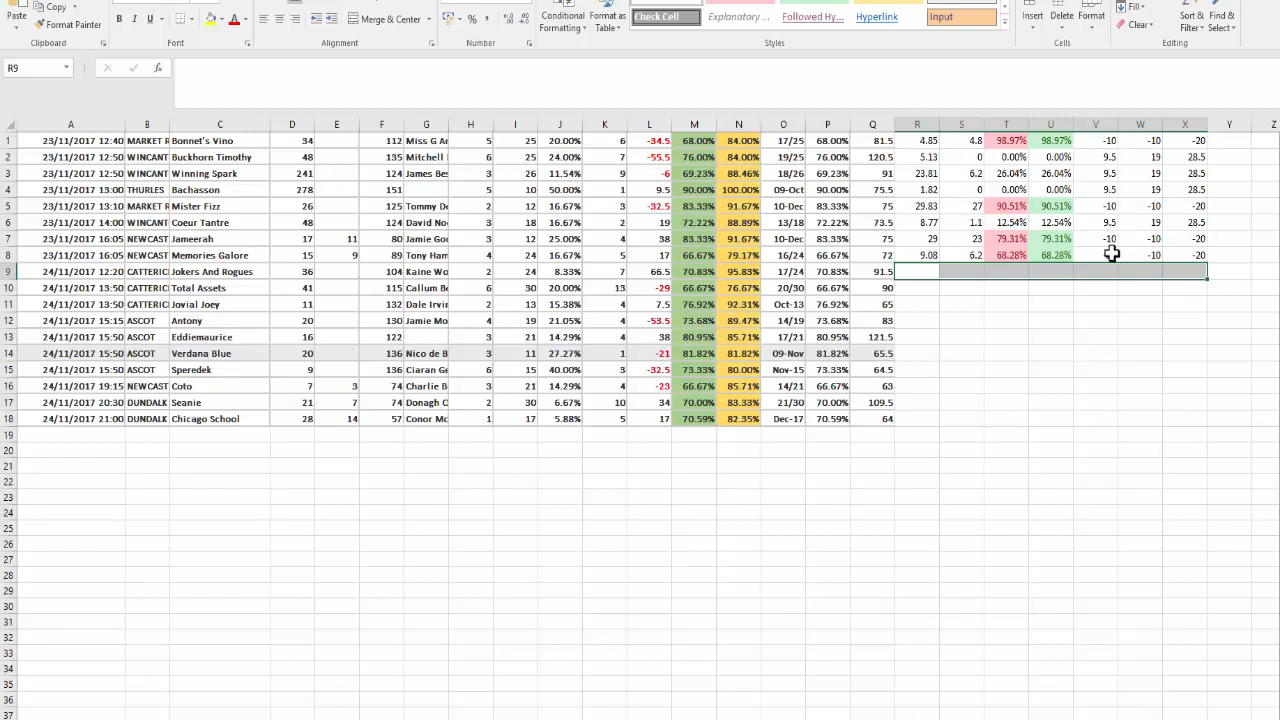 Copy
Paste
Format Painter
Clipboard
B I U
Font
Merge & Center
Alignment
%
Number
Conditional Formatting
Format as Table
Check Cell
Explanatory ...
Followed Hy...
Hyperlink
Input
Styles
Insert Delete Format
Cells
Fill
Clear
Sort & Filter
Find & Select
Editing
R9 fx
A B C D E F G H I J K L M N O P Q R S T U V W X Y Z
1 23/11/2017 12:40 MARKET R Bonnet's Vino 34 112 Miss G Ar 5 25 20.00% 6 -34.5 68.00% 84.00% 17/25 68.00% 81.5 4.85 4.8 98.97% 98.97% -10 -10 -20
2 23/11/2017 12:50 WINCANT Buckhorn Timothy 48 135 Mitchell 6 25 24.00% 7 -55.5 76.00% 84.00% 19/25 76.00% 120.5 5.13 0 0.00% 0.00% 9.5 19 28.5
3 23/11/2017 12:50 WINCANT Winning Spark 241 124 James Bes 3 26 11.54% 9 -6 69.23% 88.46% 18/26 69.23% 91 23.81 6.2 26.04% 26.04% 9.5 19 28.5
4 23/11/2017 13:00 THURLES Bachasson 278 151 5 10 50.00% 1 9.5 90.00% 100.00% 09-Oct 90.00% 75.5 1.82 0 0.00% 0.00% 9.5 19 28.5
5 23/11/2017 13:10 MARKET R Mister Fizz 26 125 Tommy De 2 12 16.67% 4 -32.5 83.33% 91.67% 10-Dec 83.33% 75 29.83 27 90.51% 90.51% -10 -10 -20
6 23/11/2017 14:00 WINCANT Coeur Tantre 48 124 David Noo 3 18 16.67% 2 19 72.22% 88.89% 13/18 72.22% 73.5 8.77 1.1 12.54% 12.54% 9.5 19 28.5
7 23/11/2017 16:05 NEWCAST Jameerah 17 11 80 Jamie Go 3 12 25.00% 4 38 83.33% 91.67% 10-Dec 83.33% 75 29 23 79.31% 79.31% -10 -10 -20
8 23/11/2017 16:05 NEWCAST Memories Galore 15 9 89 Tony Ham 4 24 16.67% 5 17 66.67% 79.17% 16/24 66.67% 72 9.08 6.2 68.28% 68.28% -10 -20
9 24/11/2017 12:20 CATTERIC Jokers And Rogues 36 104 Kaine Wo 2 24 8.33% 7 66.5 70.83% 95.83% 17/24 70.83% 91.5
10 24/11/2017 13:50 CATTERIC Total Assets 41 115 Callum Be 6 30 20.00% 13 -29 66.67% 76.67% 20/30 66.67% 90
11 24/11/2017 13:50 CATTERIC Jovial Joey 11 132 Dale Irvin 2 13 15.38% 4 7.5 76.92% 92.31% Oct-13 76.92% 65
12 24/11/2017 15:15 ASCOT Antony 20 130 Jamie Mo 4 19 21.05% 4 -53.5 73.68% 89.47% 14/19 73.68% 83
13 24/11/2017 15:50 ASCOT Eddiemaurice 16 122 3 21 14.29% 4 38 80.95% 85.71% 17/21 80.95% 121.5
14 24/11/2017 15:50 ASCOT Verdana Blue 20 136 Nico de B 3 11 27.27% 1 -21 81.82% 81.82% 09-Nov 81.82% 65.5
15 24/11/2017 15:50 ASCOT Speredek 9 136 Ciaran Ge 6 15 40.00% 3 -32.5 73.33% 80.00% Nov-15 73.33% 64.5
16 24/11/2017 19:15 NEWCAST Coto 7 3 74 Charlie B 3 21 14.29% 4 -23 66.67% 85.71% 14/21 66.67% 63
17 24/11/2017 20:30 DUNDALK Seanie 21 7 74 Donagh C 2 30 6.67% 10 34 70.00% 83.33% 21/30 70.00% 109.5
18 24/11/2017 21:00 DUNDALK Chicago School 28 14 57 Conor Mc 1 17 5.88% 5 17 70.59% 82.35% Dec-17 70.59% 64
19
20
21
22
23
24
25
26
27
28
29
30
31
32
33
34
35
36
37